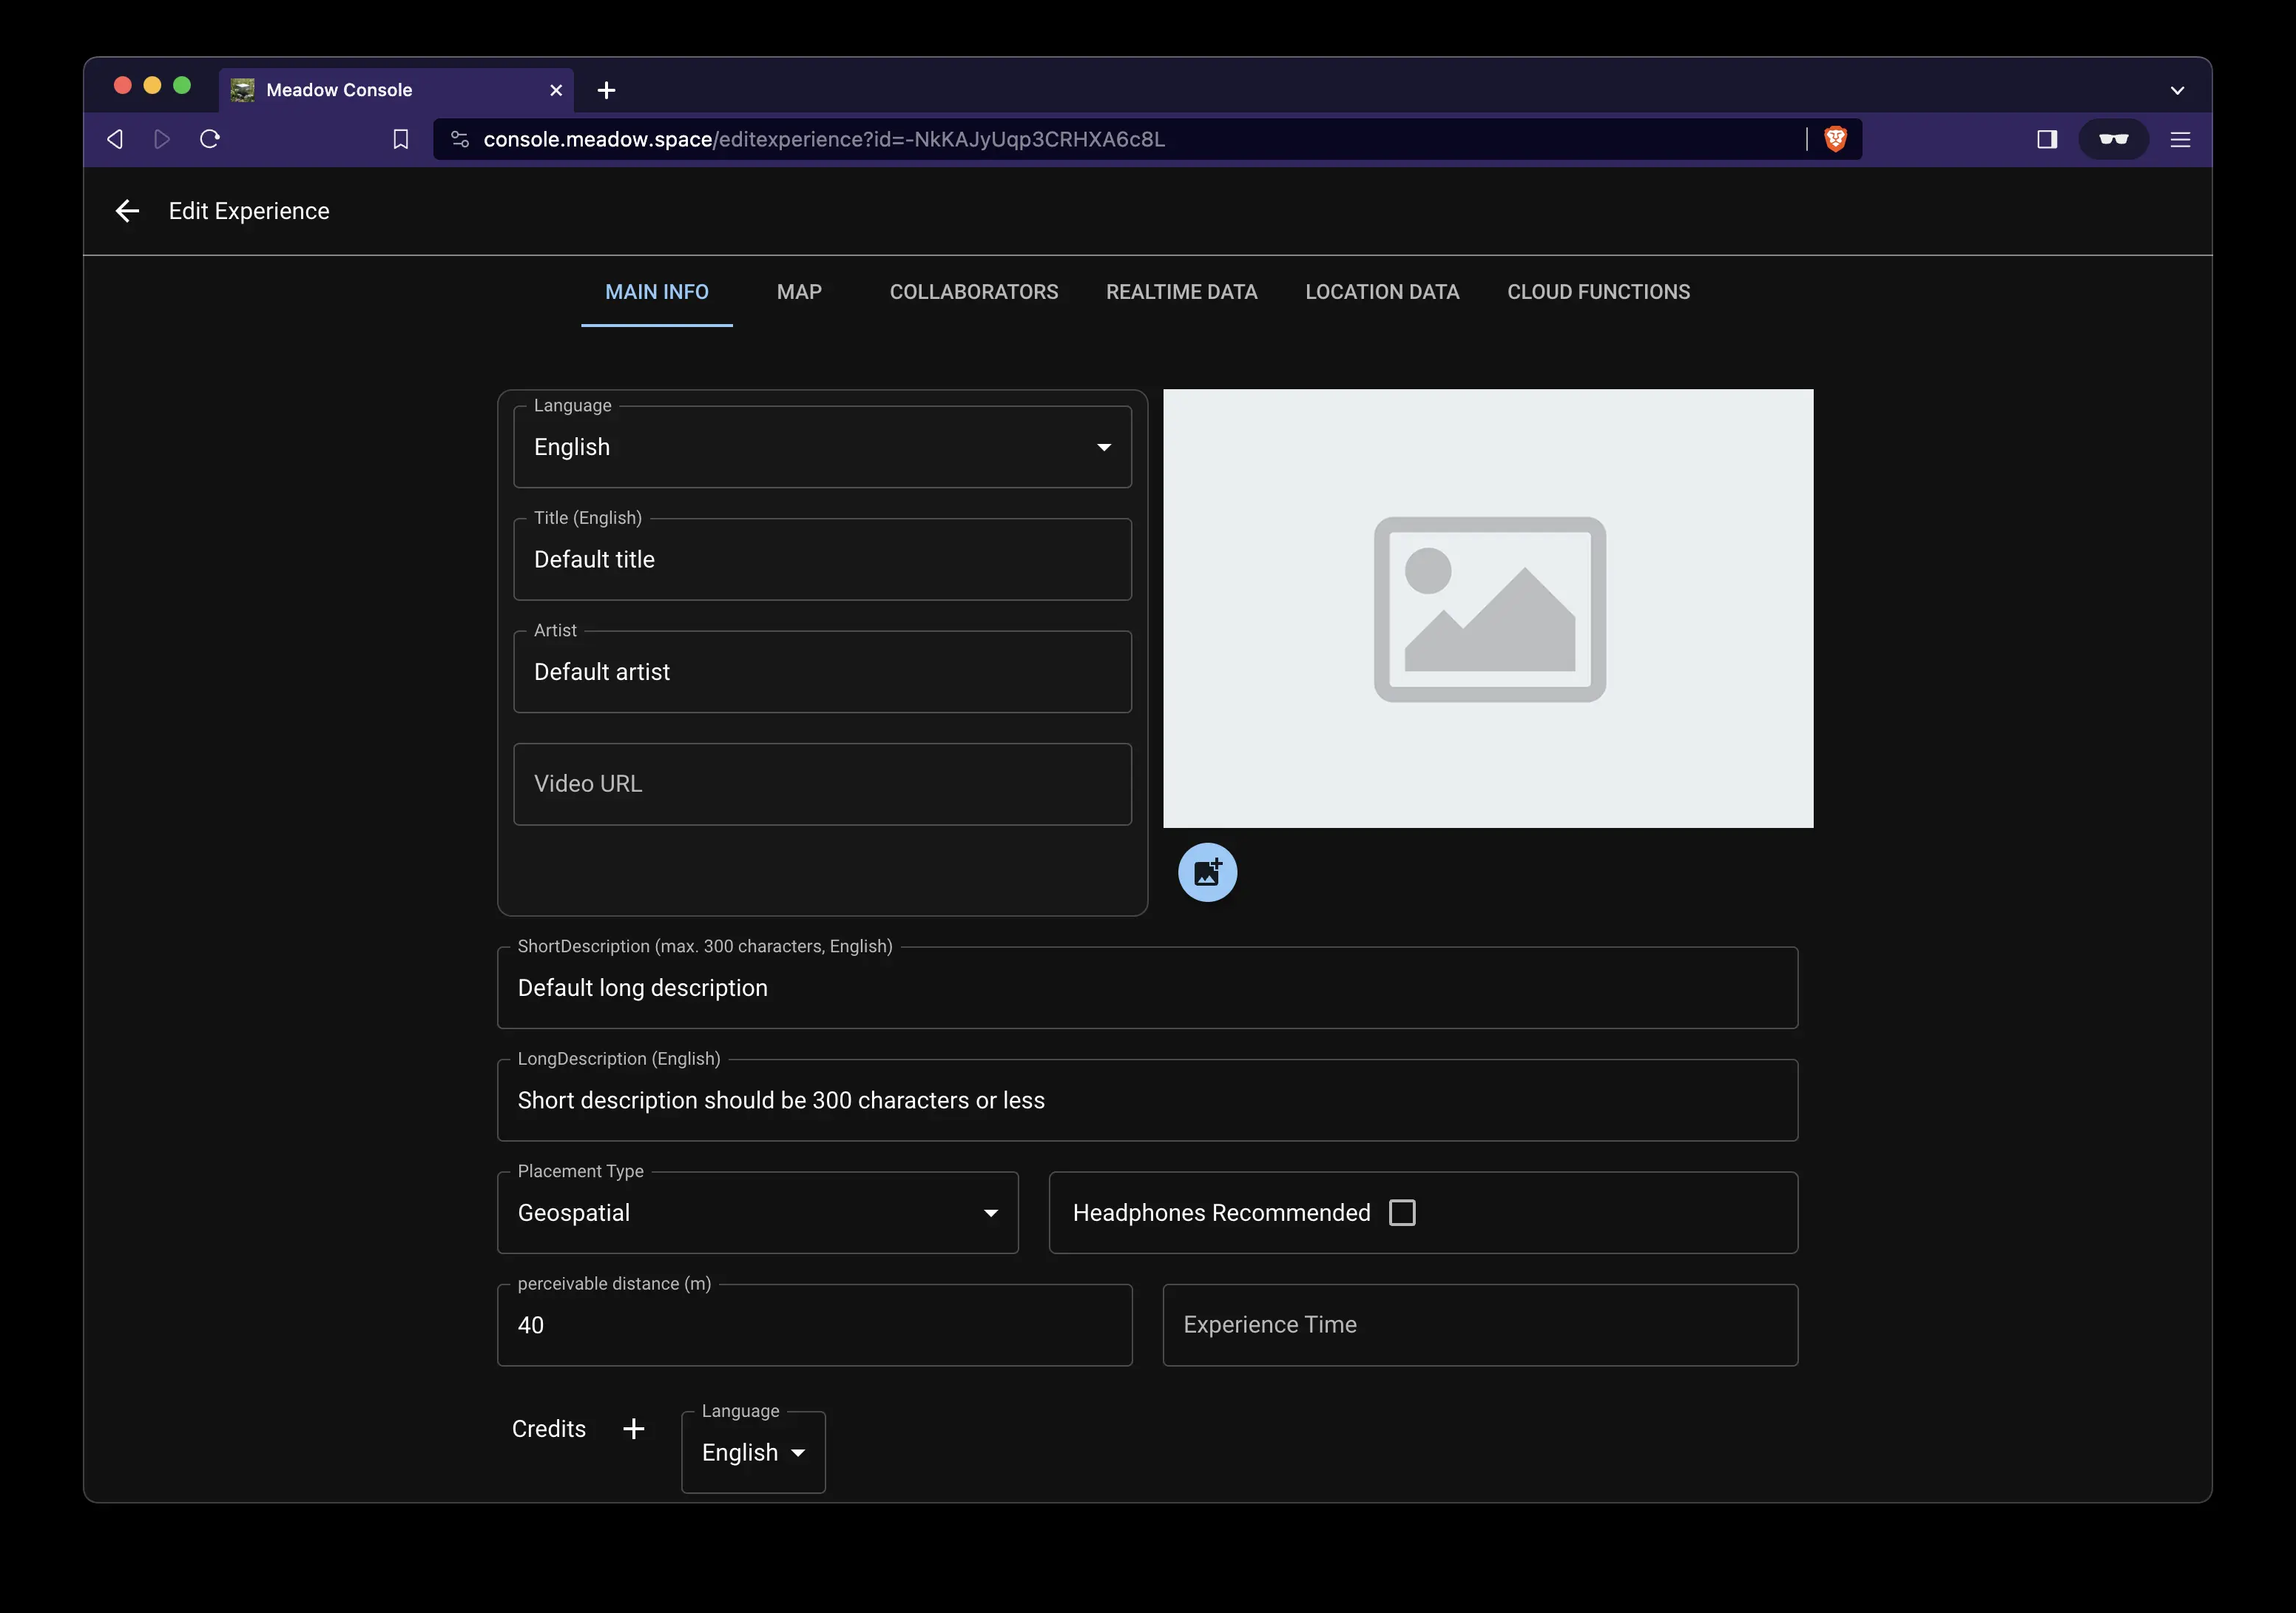 Meadow Console
console.meadow.space/editexperience?id=-NkKAJyUqp3CRHXA6c8L
Edit Experience
MAIN INFO MAP COLLABORATORS REALTIME DATA LOCATION DATA CLOUD FUNCTIONS
Language
English
Title (English)
Default title
Artist
Default artist
Video URL
ShortDescription (max. 300 characters, English)
Default long description
LongDescription (English)
Short description should be 300 characters or less
Placement Type
Geospatial
Headphones Recommended
perceivable distance (m)
40
Experience Time
Credits
Language
English